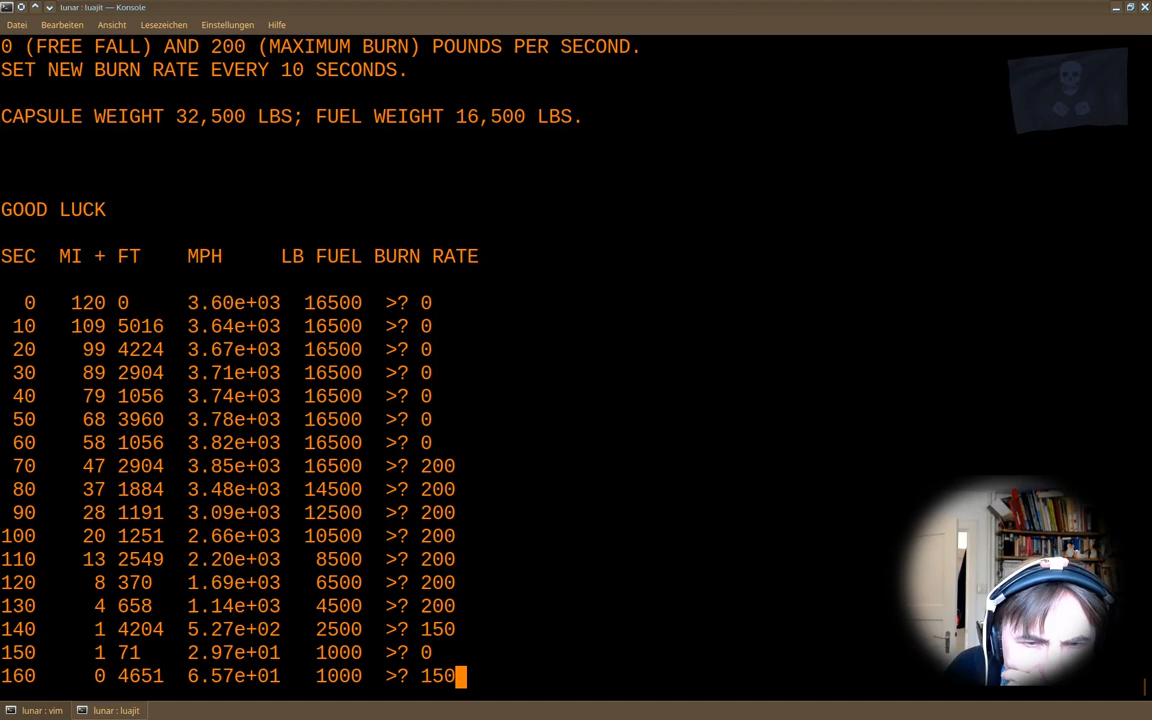 lunar : luajit — Konsole
Datei Bearbeiten Ansicht Lesezeichen Einstellungen Hilfe
0 (FREE FALL) AND 200 (MAXIMUM BURN) POUNDS PER SECOND.
SET NEW BURN RATE EVERY 10 SECONDS.
CAPSULE WEIGHT 32,500 LBS; FUEL WEIGHT 16,500 LBS.
GOOD LUCK
SEC MI + FT MPH LB FUEL BURN RATE
0 120 0 3.60e+03 16500 >? 0
10 109 5016 3.64e+03 16500 >? 0
20 99 4224 3.67e+03 16500 >? 0
30 89 2904 3.71e+03 16500 >? 0
40 79 1056 3.74e+03 16500 >? 0
50 68 3960 3.78e+03 16500 >? 0
60 58 1056 3.82e+03 16500 >? 0
70 47 2904 3.85e+03 16500 >? 200
80 37 1884 3.48e+03 14500 >? 200
90 28 1191 3.09e+03 12500 >? 200
100 20 1251 2.66e+03 10500 >? 200
110 13 2549 2.20e+03 8500 >? 200
120 8 370 1.69e+03 6500 >? 200
130 4 658 1.14e+03 4500 >? 200
140 1 4204 5.27e+02 2500 >? 150
150 1 71 2.97e+01 1000 >? 0
160 0 4651 6.57e+01 1000 >? 150
lunar : vim lunar : luajit